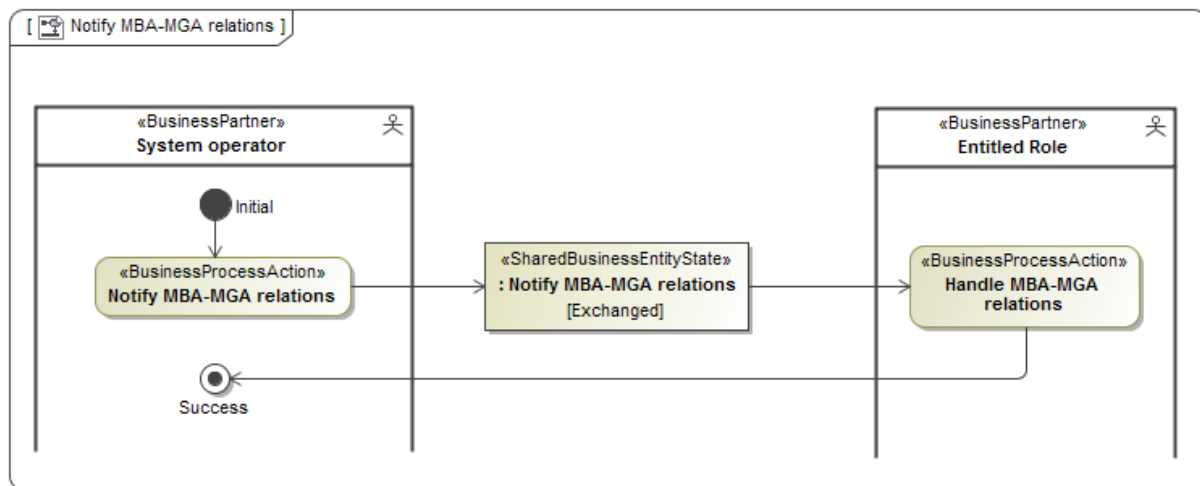 [ Notify MBA-MGA relations ]
«BusinessPartner»
System operator
«BusinessPartner»
Entitled Role
Initial
«BusinessProcessAction»
Notify MBA-MGA relations
«SharedBusinessEntityState»
: Notify MBA-MGA relations
[Exchanged]
«BusinessProcessAction»
Handle MBA-MGA
relations
Success